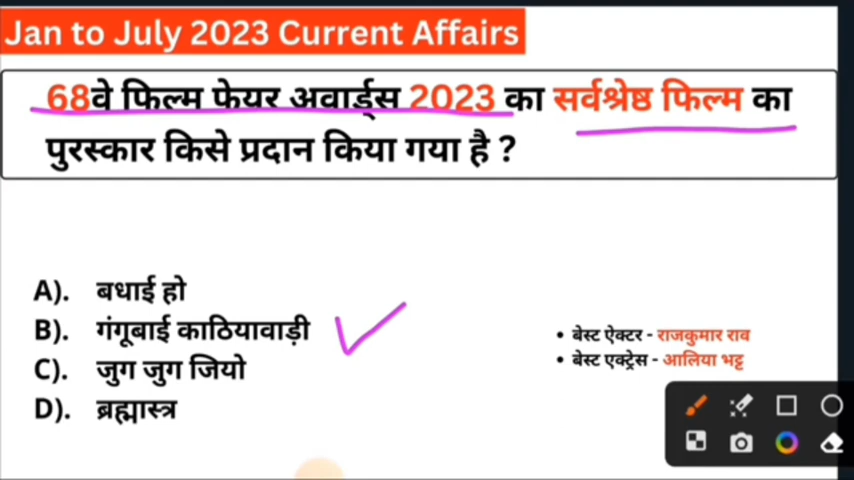 Jan to July 2023 Current Affairs
68वे फिल्म फेयर अवार्ड्स 2023 का सर्वश्रेष्ठ फिल्म का
पुरस्कार किसे प्रदान किया गया है ?
A). बधाई हो
B). गंगूबाई काठियावाड़ी
C). जुग जुग जियो
D). ब्रह्मास्त्र
• बेस्ट ऐक्टर - राजकुमार राव
• बेस्ट एक्ट्रेस - आलिया भट्ट